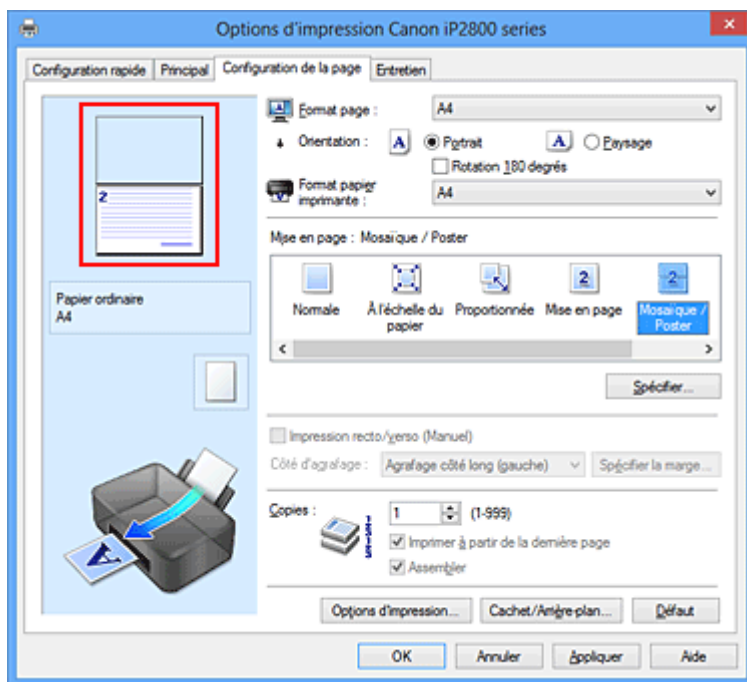 Options d'impression Canon iP2800 series
Configuration rapide Principal Configuration de la page Entretien
2
Papier ordinaire
A4
Format page : A4
Orientation : A Portrait A Paysage
Rotation 180 degrés
Format papier
imprimante : A4
Mise en page : Mosaïque / Poster
2 2
Normale À l'échelle du Proportionnée Mise en page Mosaïque /
papier Poster
Spécifier...
Impression recto/verso (Manuel)
Côté d'agrafage : Agrafage côté long (gauche) Spécifier la marge...
Copies : 1 (1-999)
Imprimer à partir de la dernière page
Assembler
A
Options d'impression... Cachet/Arrière-plan... Défaut
OK Annuler Appliquer Aide